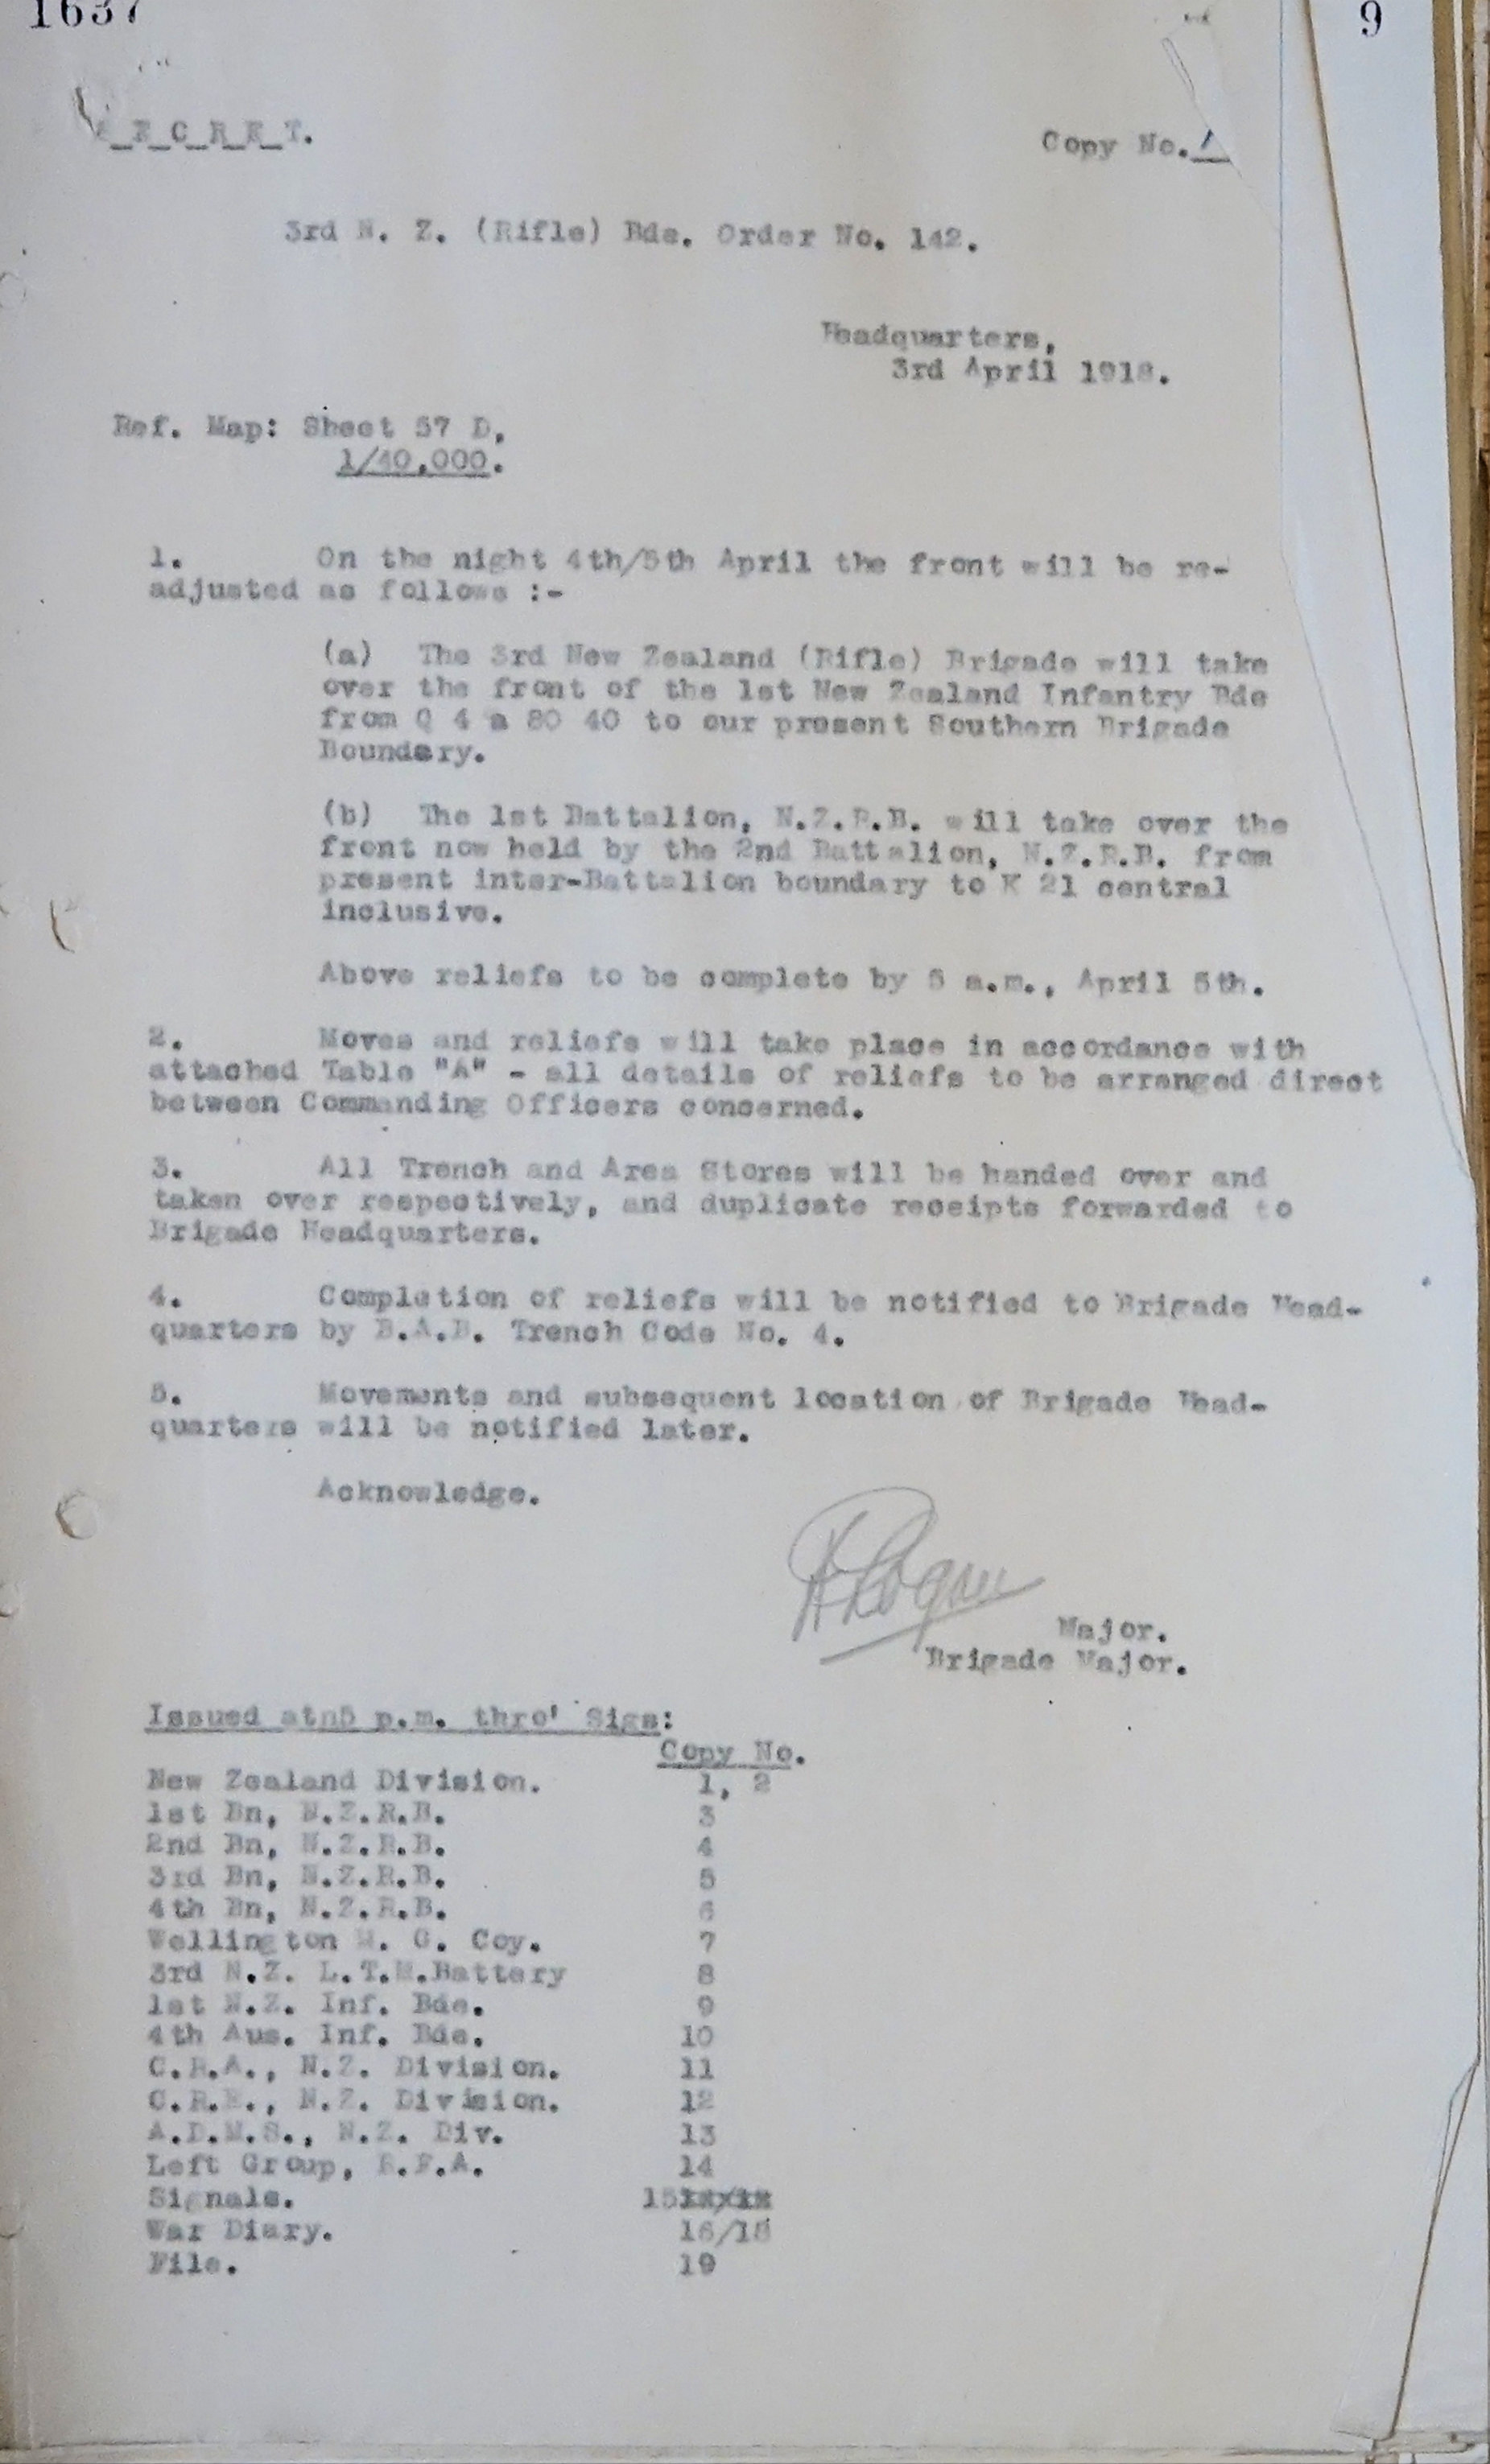 1637
9
S_E_C_R_E_T.
Copy No. 1
3rd N. Z. (Rifle) Bde. Order No. 142.
Headquarters,
3rd April 1918.
Ref. Map: Sheet 57 D,
1/40,000.
1. On the night 4th/5th April the front will be re-
adjusted as follows :-
(a) The 3rd New Zealand (Rifle) Brigade will take
over the front of the 1st New Zealand Infantry Bde
from Q 4 a 80 40 to our present Southern Brigade
Boundary.
(b) The 1st Battalion, N.Z.R.B. will take over the
front now held by the 2nd Battalion, N.Z.R.B. from
present inter-Battalion boundary to K 21 central
inclusive.
Above reliefs to be complete by 5 a.m., April 5th.
2. Moves and reliefs will take place in accordance with
attached Table "A" - all details of reliefs to be arranged direct
between Commanding Officers concerned.
3. All Trench and Area Stores will be handed over and
taken over respectively, and duplicate receipts forwarded to
Brigade Headquarters.
4. Completion of reliefs will be notified to Brigade Head-
quarters by B.A.B. Trench Code No. 4.
5. Movements and subsequent location of Brigade Head-
quarters will be notified later.
Acknowledge.
Major.
Brigade Major.
Issued atn5 p.m. thro' Sigs:
Copy No.
New Zealand Division. 1, 2
1st Bn, N.Z.R.B. 3
2nd Bn, N.Z.R.B. 4
3rd Bn, N.Z.R.B. 5
4th Bn, N.Z.R.B. 6
Wellington M. G. Coy. 7
3rd N.Z. L.T.M.Battery 8
1st N.Z. Inf. Bde. 9
4th Aus. Inf. Bde. 10
C.R.A., N.Z. Division. 11
C.R.E., N.Z. Division. 12
A.D.M.S., N.Z. Div. 13
Left Group, R.F.A. 14
Signals. 15
War Diary. 16/18
File. 19